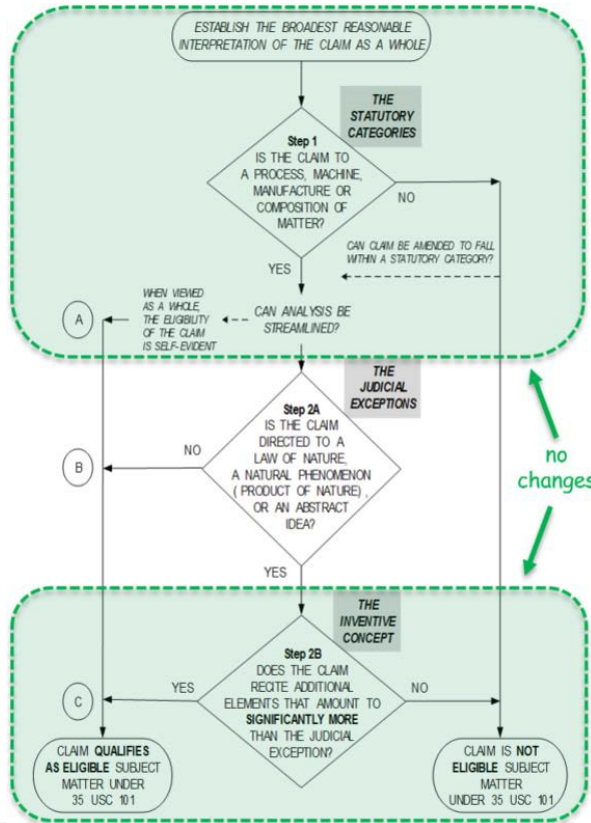 ESTABLISH THE BROADEST REASONABLE
INTERPRETATION OF THE CLAIM AS A WHOLE
THE
STATUTORY
CATEGORIES
Step 1
IS THE CLAIM TO
A PROCESS, MACHINE,
MANUFACTURE OR
COMPOSITION OF
MATTER?
NO
CAN CLAIM BE AMENDED TO FALL
WITHIN A STATUTORY CATEGORY?
YES
WHEN VIEWED
AS A WHOLE,
THE ELIGIBILITY
OF THE CLAIM
IS SELF-EVIDENT
A
CAN ANALYSIS BE
STREAMLINED?
THE
JUDICIAL
EXCEPTIONS
Step 2A
IS THE CLAIM
DIRECTED TO A
LAW OF NATURE,
A NATURAL PHENOMENON
( PRODUCT OF NATURE) ,
OR AN ABSTRACT
IDEA?
NO
B
no
changes
YES
THE
INVENTIVE
CONCEPT
Step 2B
DOES THE CLAIM
RECITE ADDITIONAL
ELEMENTS THAT AMOUNT TO
SIGNIFICANTLY MORE
THAN THE JUDICIAL
EXCEPTION?
YES
C
NO
CLAIM QUALIFIES
AS ELIGIBLE SUBJECT
MATTER UNDER
35 USC 101
CLAIM IS NOT
ELIGIBLE SUBJECT
MATTER
UNDER 35 USC 101